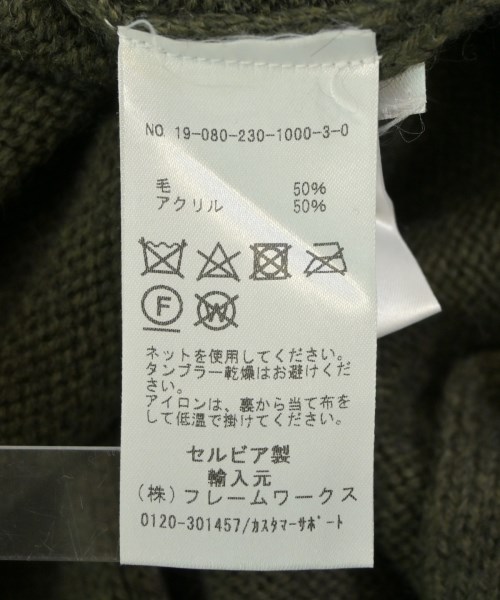 NO. 19-080-230-1000-3-0
毛 50%
アクリル 50%
F W
ネットを使用してください。
タンブラー乾燥はお避けくださ
い。
アイロンは、裏から当て布を
して低温で掛けてください。
セルビア製
輸入元
(株)フレームワークス
0120-301457/カスタマーサポート